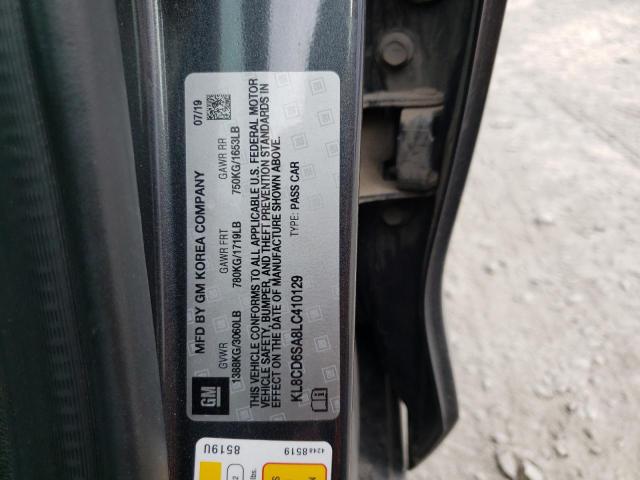 MFD BY GM KOREA COMPANY 07/19
GVWR GAWR FRT GAWR RR
1388KG/3060LB 780KG/1719LB 750KG/1653LB
THIS VEHICLE CONFORMS TO ALL APPLICABLE U.S. FEDERAL MOTOR
VEHICLE SAFETY, BUMPER, AND THEFT PREVENTION STANDARDS IN
EFFECT ON THE DATE OF MANUFACTURE SHOWN ABOVE.
KL8CD6SA8LC410129 TYPE: PASS CAR
GM
8519U
42488519